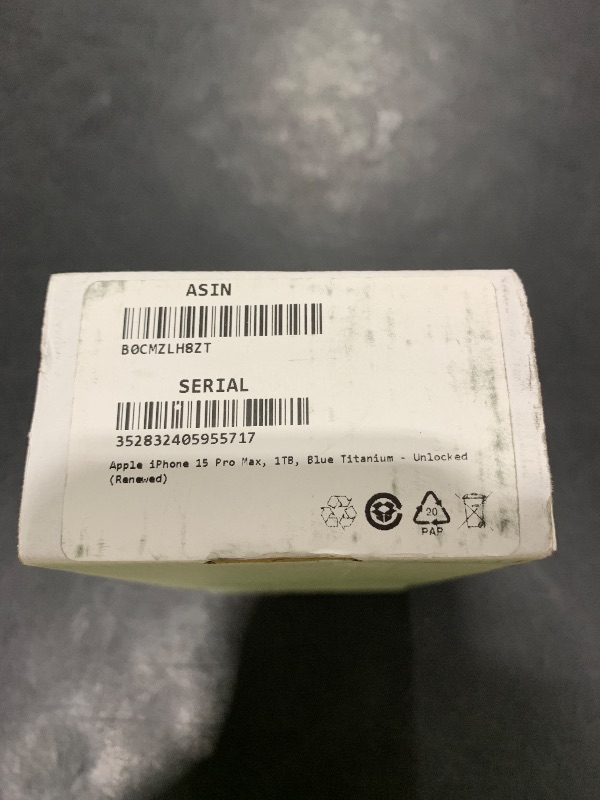 ASIN
B0CMZLH8ZT
SERIAL
352832405955717
Apple iPhone 15 Pro Max, 1TB, Blue Titanium - Unlocked
(Renewed)
20
PAP